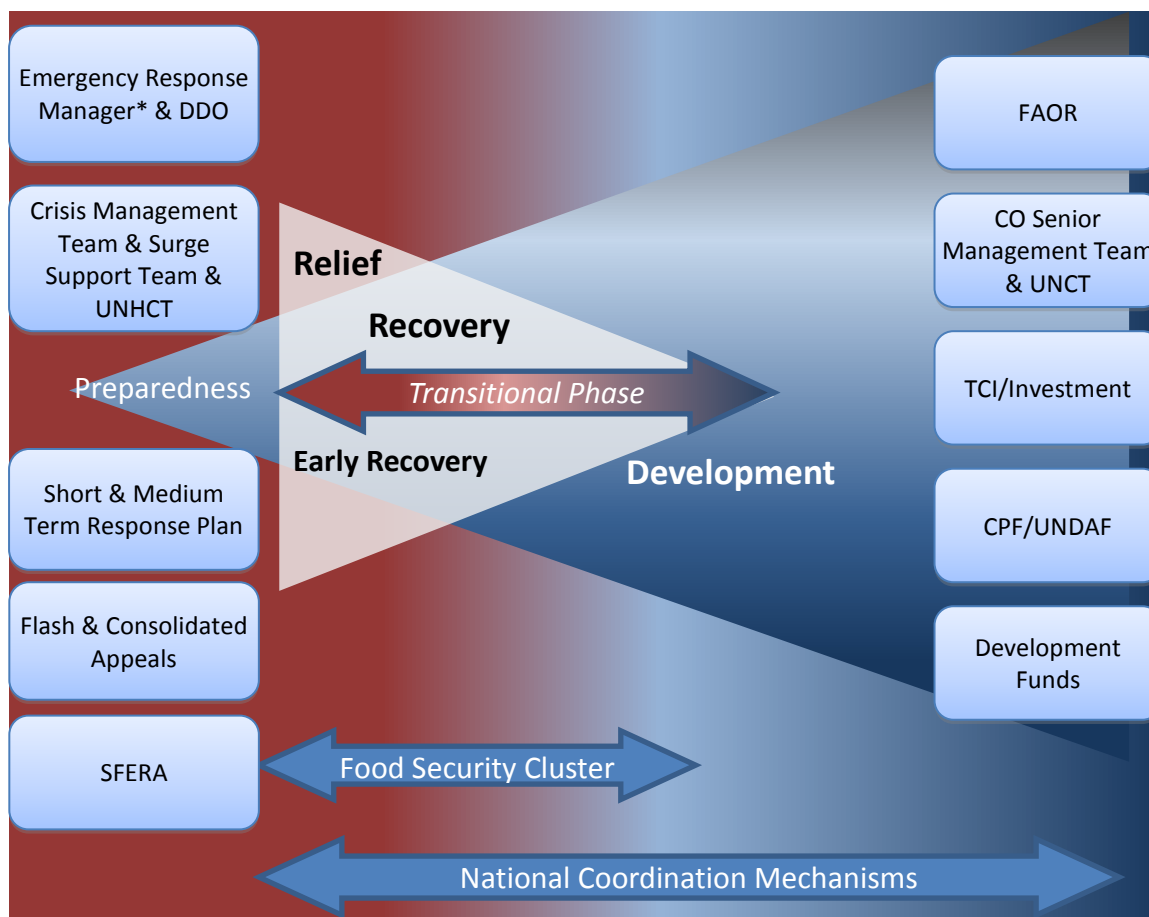 Emergency Response
Manager* & DDO
Crisis Management
Team & Surge
Support Team &
UNHCT
Short & Medium
Term Response Plan
Flash & Consolidated
Appeals
SFERA
Preparedness
Relief
Recovery
Transitional Phase
Early Recovery
Development
Food Security Cluster
National Coordination Mechanisms
FAOR
CO Senior
Management Team
& UNCT
TCI/Investment
CPF/UNDAF
Development
Funds